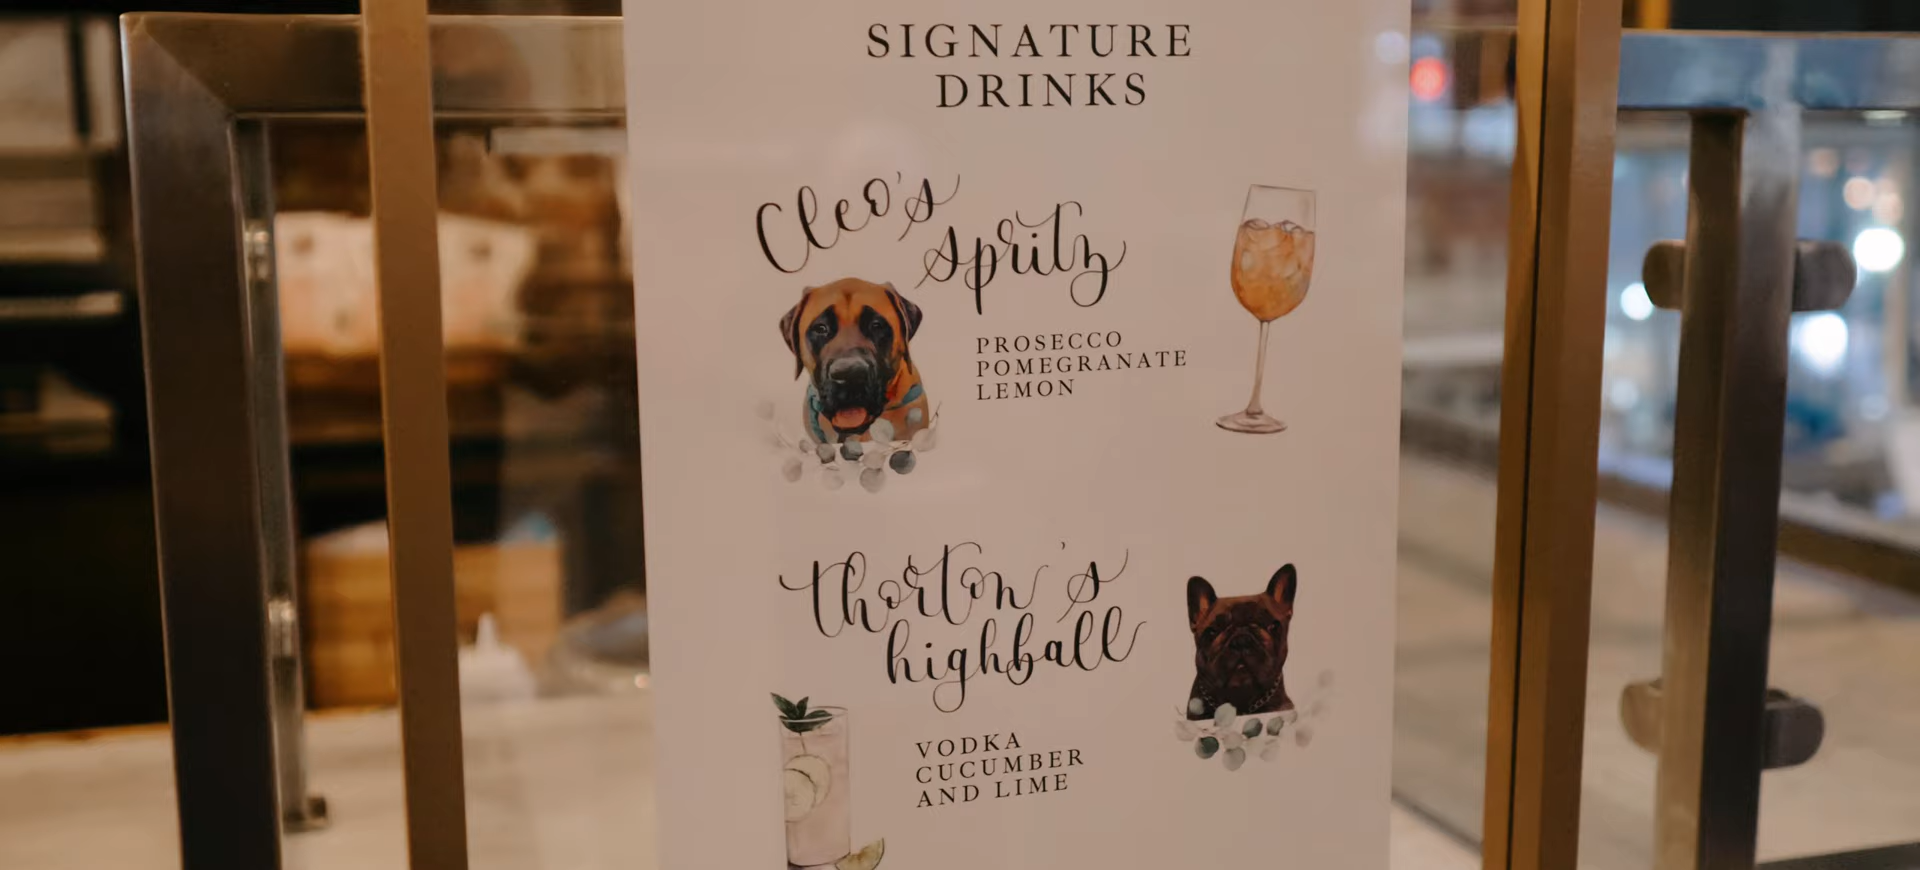 SIGNATURE
DRINKS
Cleo's
spritz
PROSECCO
POMEGRANATE
LEMON
thorton's
highball
VODKA
CUCUMBER
AND LIME